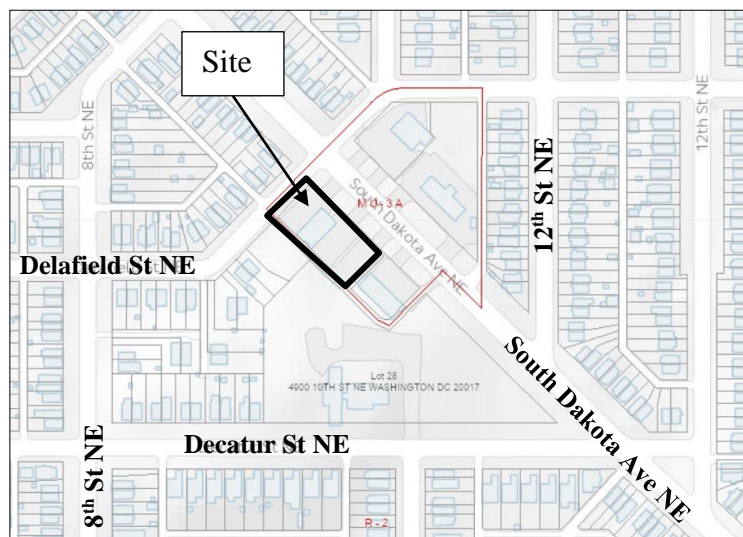 Site
8th St NE
12th St NE
South Dakota Ave NE
MU-3A
12th St NE
Delafield St NE
Lot 28
4900 10TH ST NE WASHINGTON DC 20017
South Dakota Ave NE
Decatur St NE
8th St NE
R-2